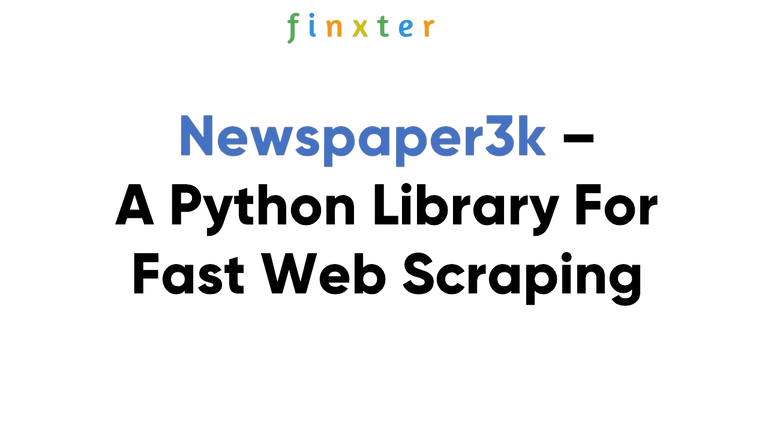 finxter
Newspaper3k –
A Python Library For
Fast Web Scraping